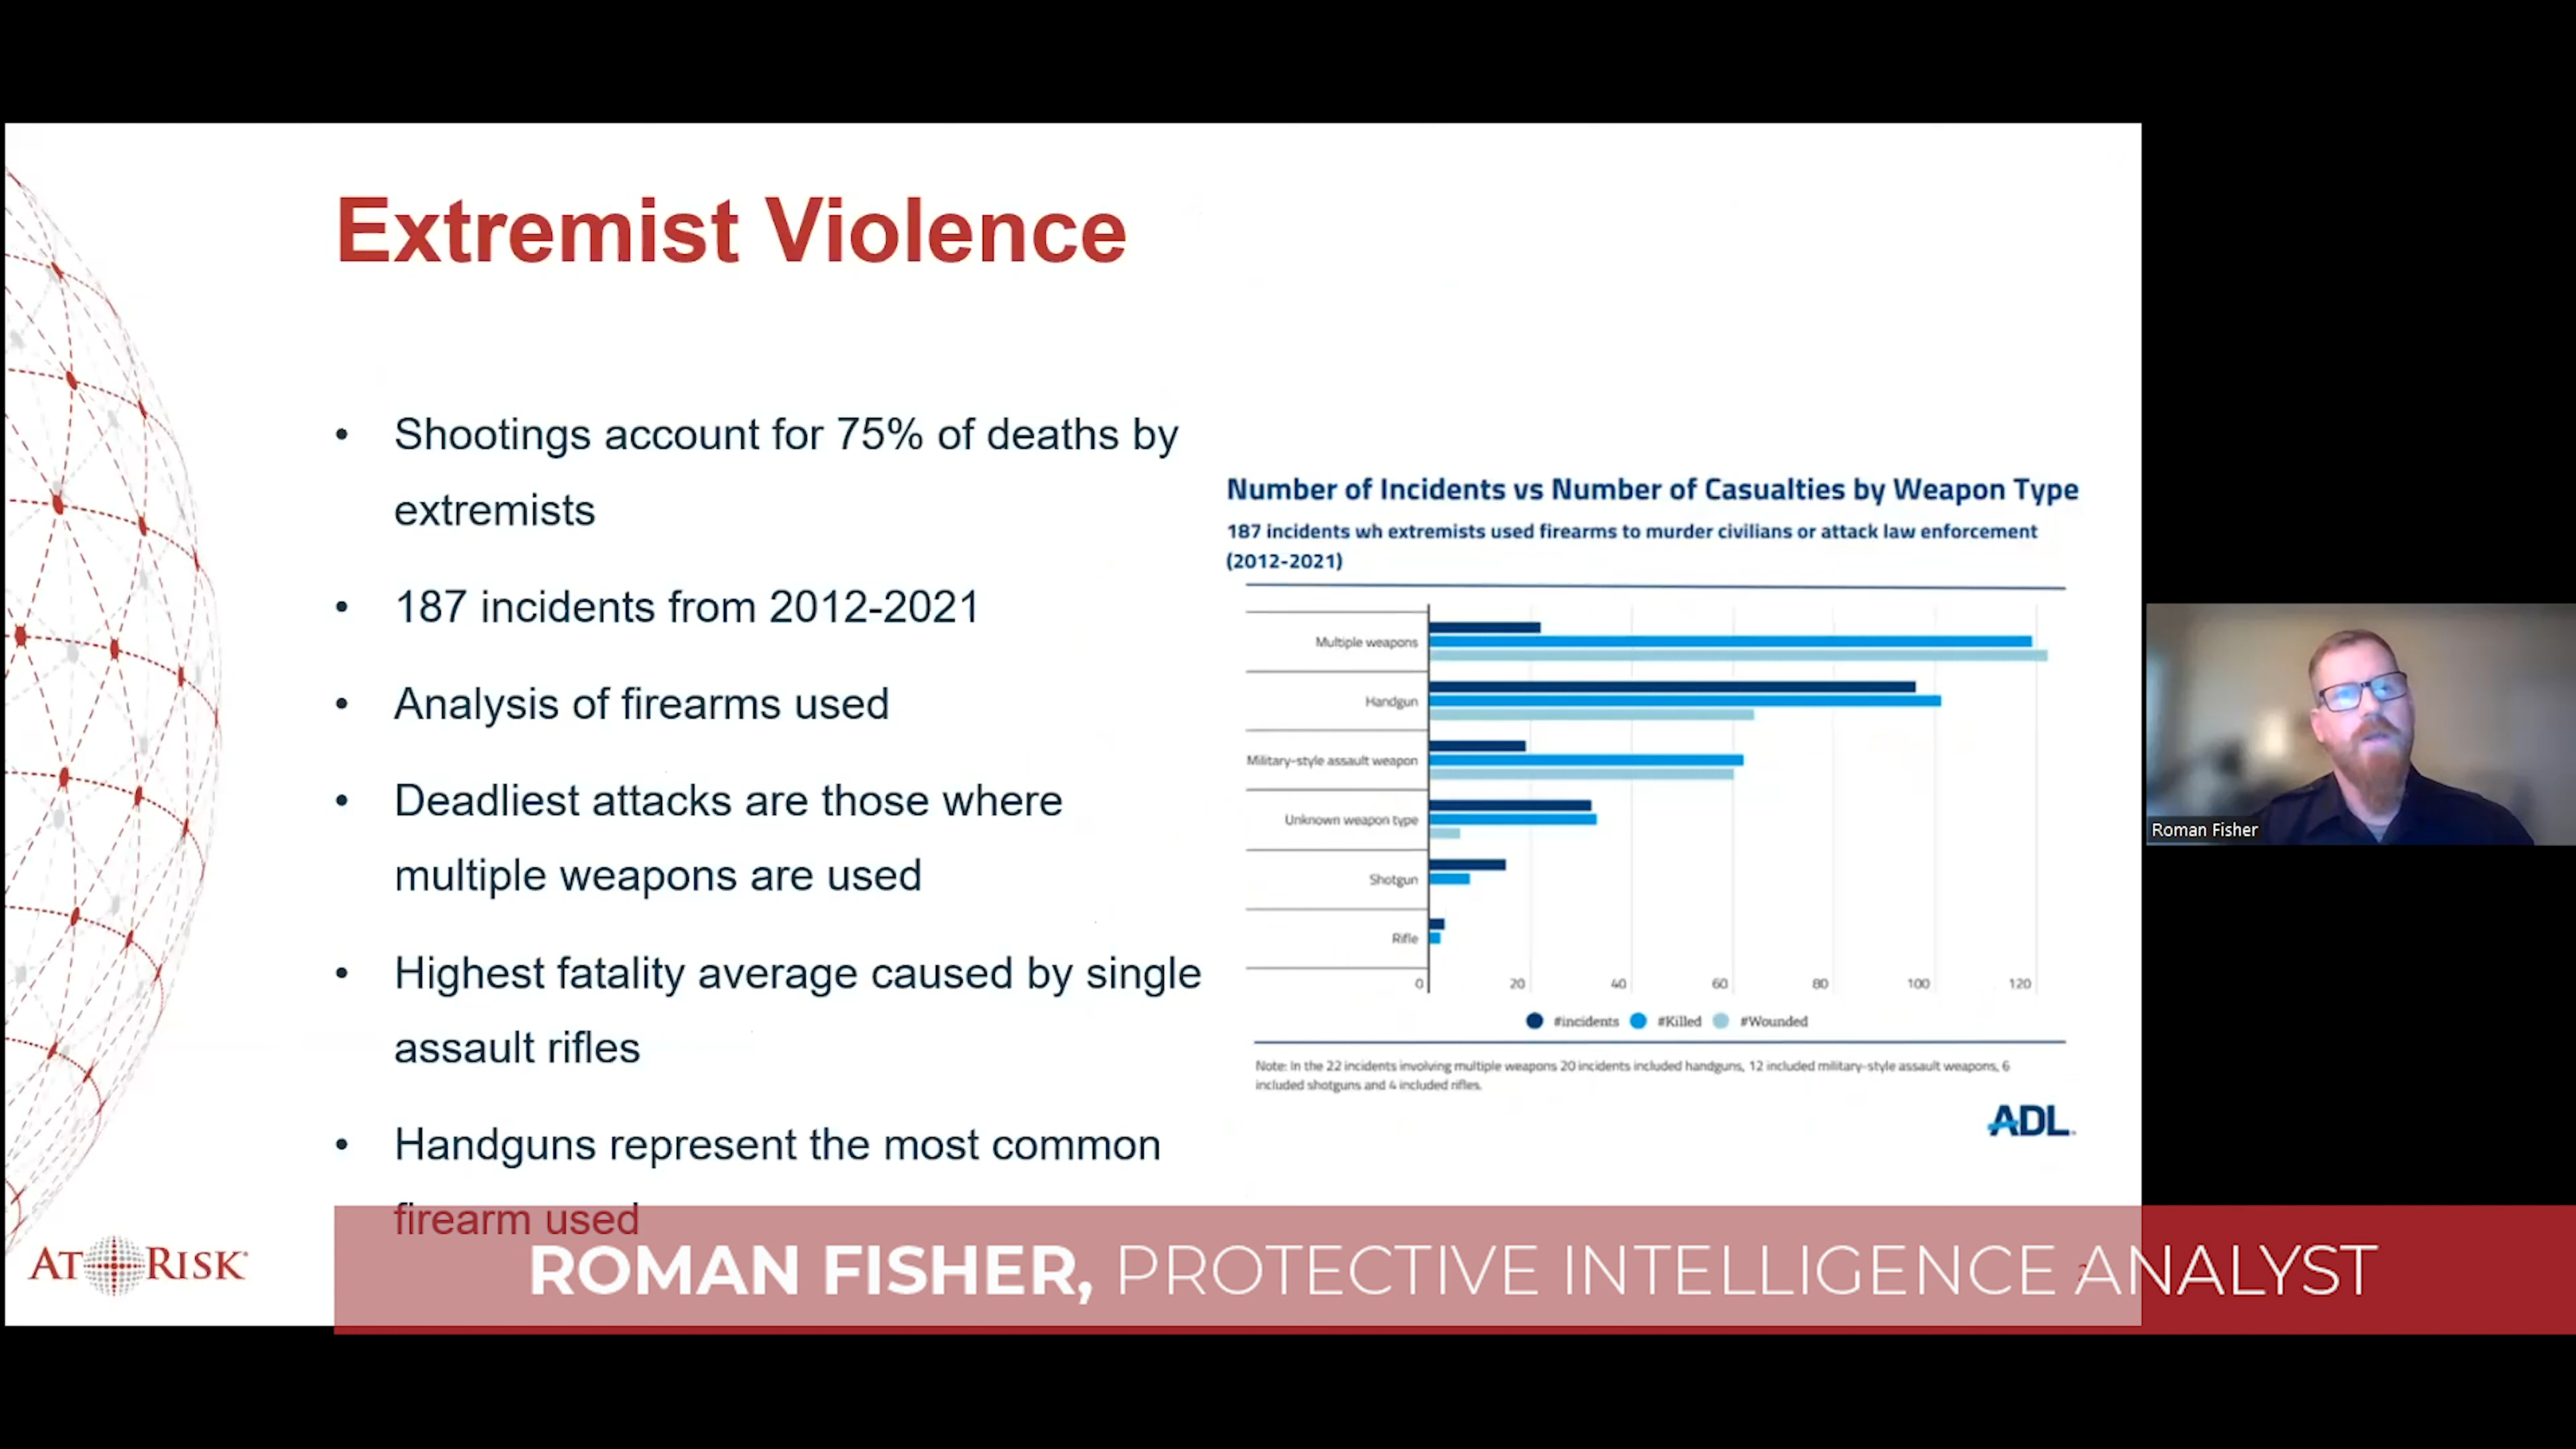 Extremist Violence
• Shootings account for 75% of deaths by
extremists
• 187 incidents from 2012-2021
• Analysis of firearms used
• Deadliest attacks are those where
multiple weapons are used
• Highest fatality average caused by single
assault rifles
• Handguns represent the most common
firearm used
Number of Incidents vs Number of Casualties by Weapon Type
187 incidents wh extremists used firearms to murder civilians or attack law enforcement
(2012-2021)
Multiple weapons
Handgun
Military-style assault weapon
Unknown weapon type
Shotgun
Rifle
0 20 40 60 80 100 120
#incidents #Killed #Wounded
Note: In the 22 incidents involving multiple weapons 20 incidents included handguns, 12 included military-style assault weapons, 6
included shotguns and 4 included rifles.
ADL
Roman Fisher
AT RISK
ROMAN FISHER, PROTECTIVE INTELLIGENCE ANALYST